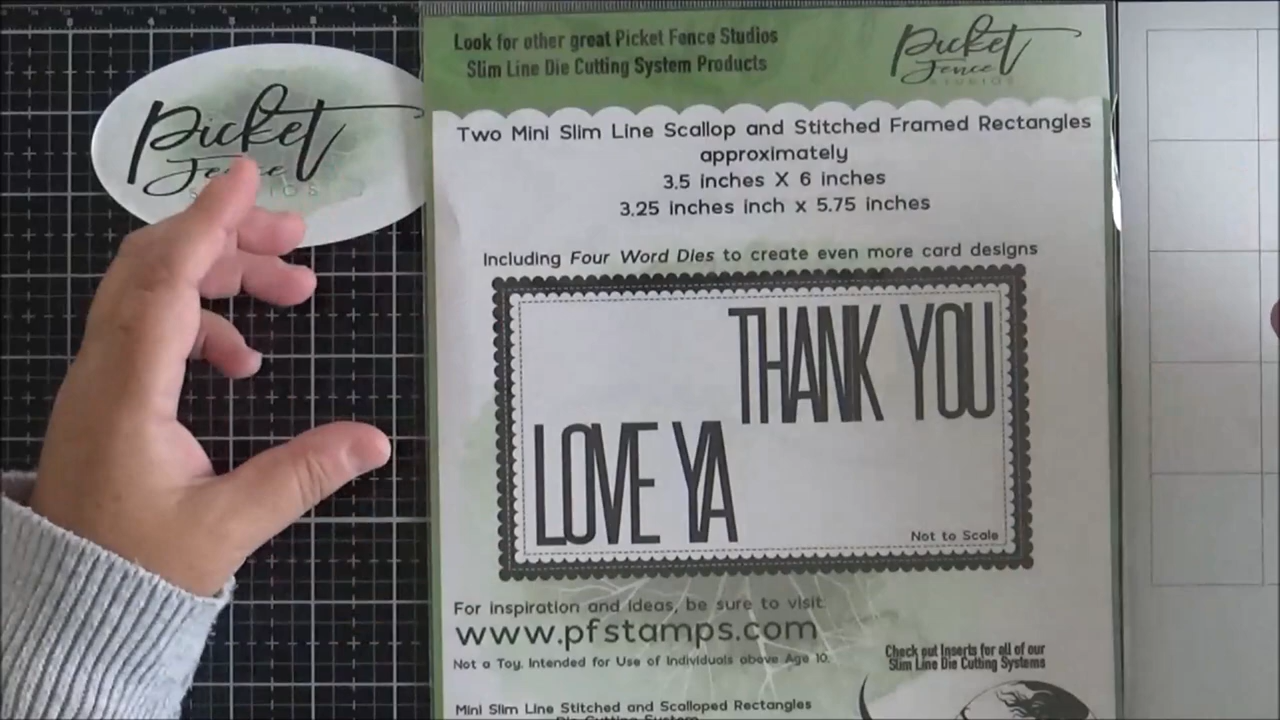 Picket
Fence
Look for other great Picket Fence Studios
Slim Line Die Cutting System Products
Picket
Fence
STUDIOS
Two Mini Slim Line Scallop and Stitched Framed Rectangles
approximately
3.5 inches X 6 inches
3.25 inches inch x 5.75 inches
Including Four Word Dies to create even more card designs
THANK YOU
LOVE YA
Not to Scale
For inspiration and ideas, be sure to visit:
www.pfstamps.com
Not a Toy. Intended for Use of Individuals above Age 10.
Check out Inserts for all of our
Slim Line Die Cutting Systems
Mini Slim Line Stitched and Scalloped Rectangles
Die Cutting System